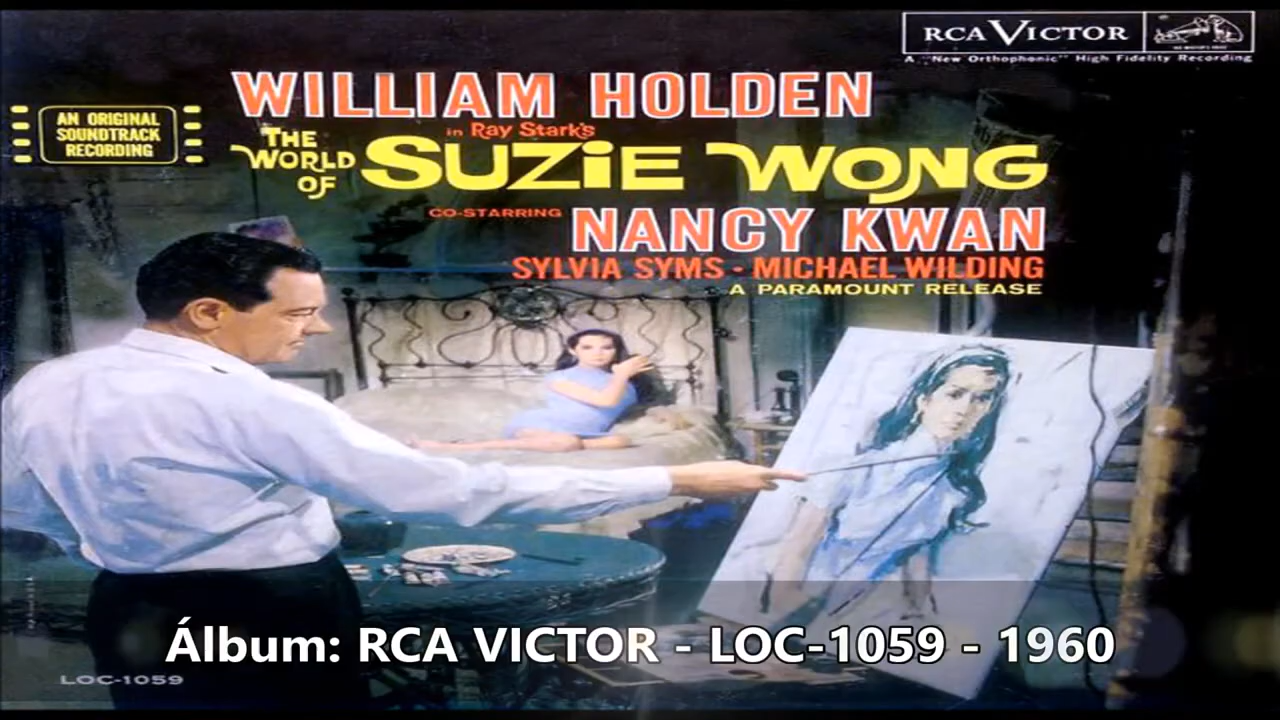 RCA VICTOR
A "New Orthophonic" High Fidelity Recording
WILLIAM HOLDEN
AN ORIGINAL
SOUNDTRACK
RECORDING
in Ray Stark's
THE
WORLD
OF
SUZIE WONG
CO-STARRING NANCY KWAN
SYLVIA SYMS · MICHAEL WILDING
A PARAMOUNT RELEASE
Álbum: RCA VICTOR - LOC-1059 - 1960
LOC-1059